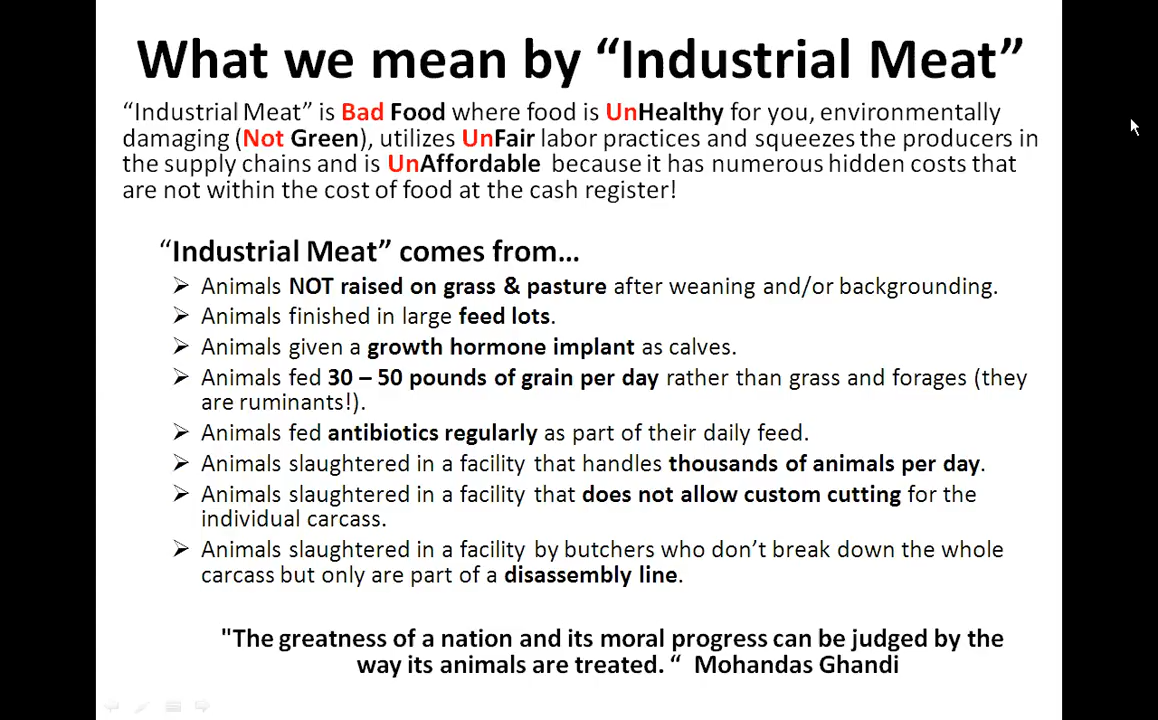 What we mean by “Industrial Meat”
“Industrial Meat” is Bad Food where food is UnHealthy for you, environmentally
damaging (Not Green), utilizes UnFair labor practices and squeezes the producers in
the supply chains and is UnAffordable because it has numerous hidden costs that
are not within the cost of food at the cash register!
“Industrial Meat” comes from…
➢ Animals NOT raised on grass & pasture after weaning and/or backgrounding.
➢ Animals finished in large feed lots.
➢ Animals given a growth hormone implant as calves.
➢ Animals fed 30 – 50 pounds of grain per day rather than grass and forages (they
are ruminants!).
➢ Animals fed antibiotics regularly as part of their daily feed.
➢ Animals slaughtered in a facility that handles thousands of animals per day.
➢ Animals slaughtered in a facility that does not allow custom cutting for the
individual carcass.
➢ Animals slaughtered in a facility by butchers who don’t break down the whole
carcass but only are part of a disassembly line.
"The greatness of a nation and its moral progress can be judged by the
way its animals are treated. “ Mohandas Ghandi